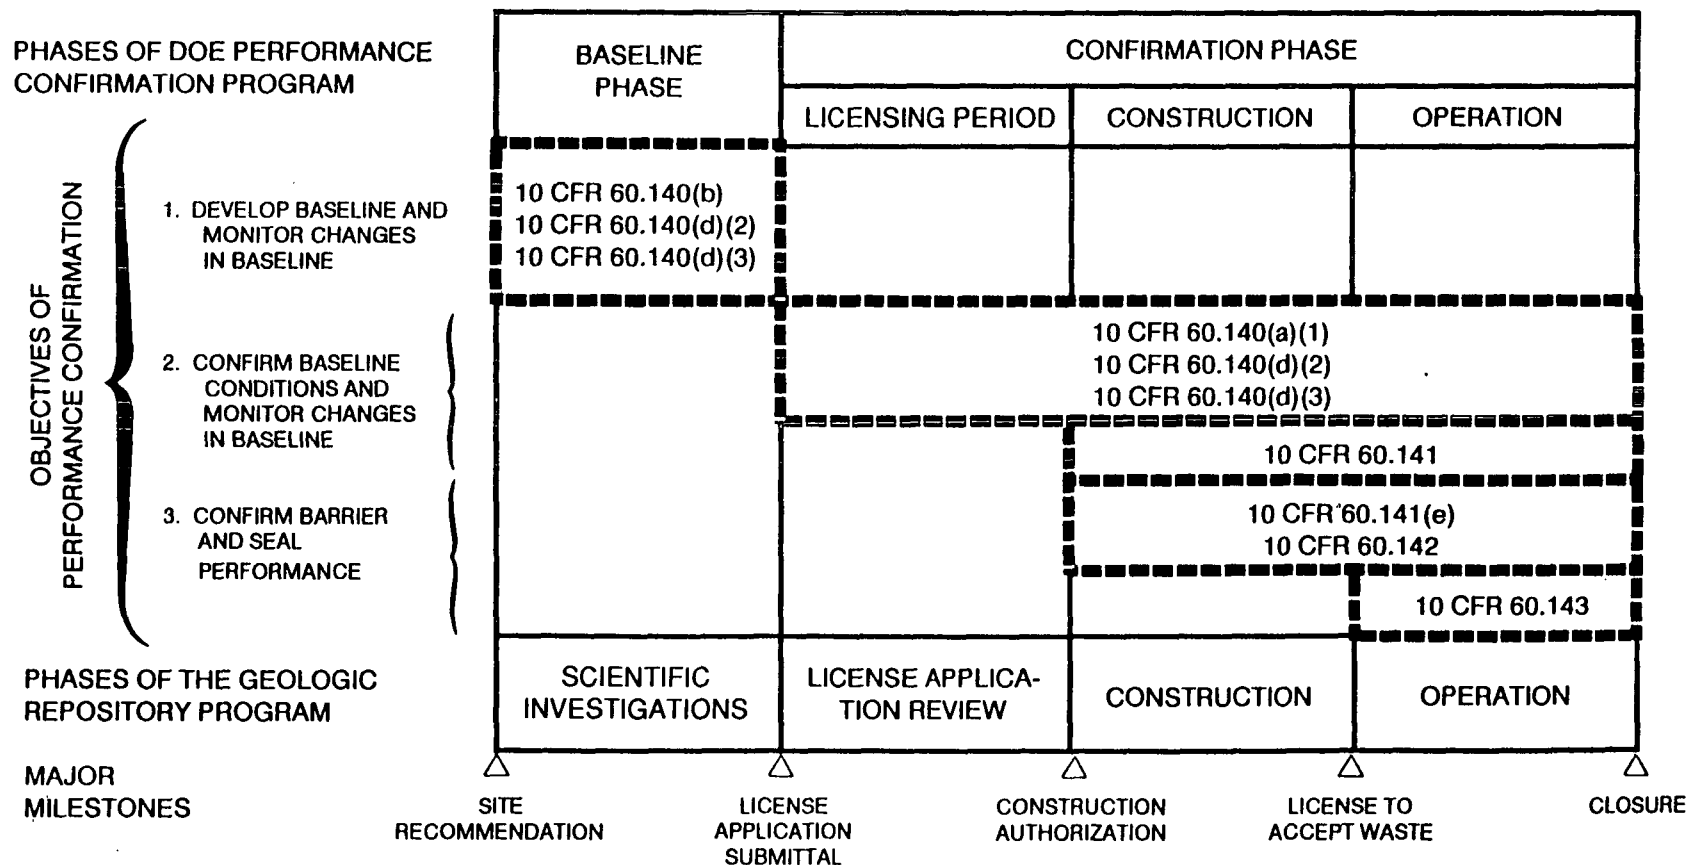 PHASES OF DOE PERFORMANCE
CONFIRMATION PROGRAM
BASELINE
PHASE
CONFIRMATION PHASE
LICENSING PERIOD
CONSTRUCTION
OPERATION
OBJECTIVES OF
PERFORMANCE CONFIRMATION
1. DEVELOP BASELINE AND
MONITOR CHANGES
IN BASELINE
10 CFR 60.140(b)
10 CFR 60.140(d)(2)
10 CFR 60.140(d)(3)
2. CONFIRM BASELINE
CONDITIONS AND
MONITOR CHANGES
IN BASELINE
10 CFR 60.140(a)(1)
10 CFR 60.140(d)(2)
10 CFR 60.140(d)(3)
10 CFR 60.141
3. CONFIRM BARRIER
AND SEAL
PERFORMANCE
10 CFR 60.141(e)
10 CFR 60.142
10 CFR 60.143
PHASES OF THE GEOLOGIC
REPOSITORY PROGRAM
SCIENTIFIC
INVESTIGATIONS
LICENSE APPLICA-
TION REVIEW
CONSTRUCTION
OPERATION
MAJOR
MILESTONES
SITE
RECOMMENDATION
LICENSE
APPLICATION
SUBMITTAL
CONSTRUCTION
AUTHORIZATION
LICENSE TO
ACCEPT WASTE
CLOSURE